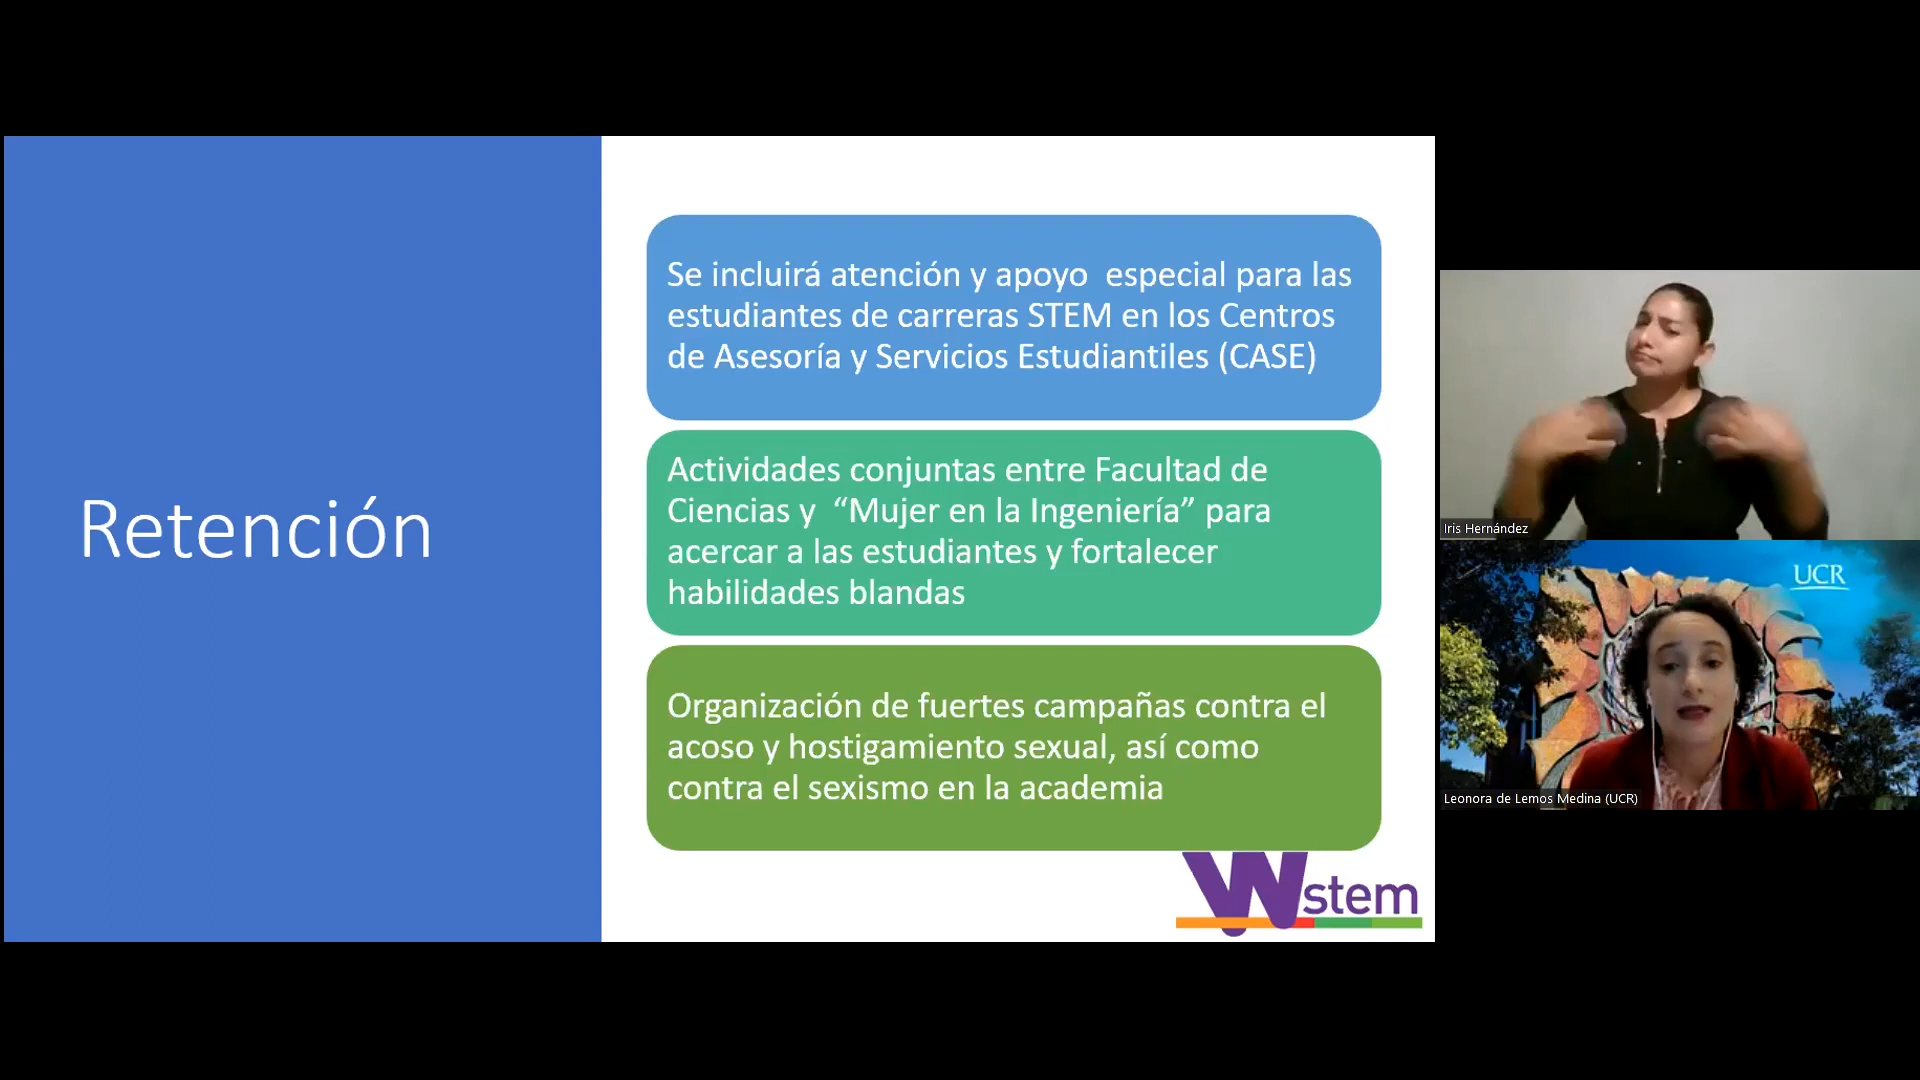 Retención
Se incluirá atención y apoyo especial para las
estudiantes de carreras STEM en los Centros
de Asesoría y Servicios Estudiantiles (CASE)
Actividades conjuntas entre Facultad de
Ciencias y “Mujer en la Ingeniería” para
acercar a las estudiantes y fortalecer
habilidades blandas
Organización de fuertes campañas contra el
acoso y hostigamiento sexual, así como
contra el sexismo en la academia
Wstem
Iris Hernández
UCR
Leonora de Lemos Medina (UCR)